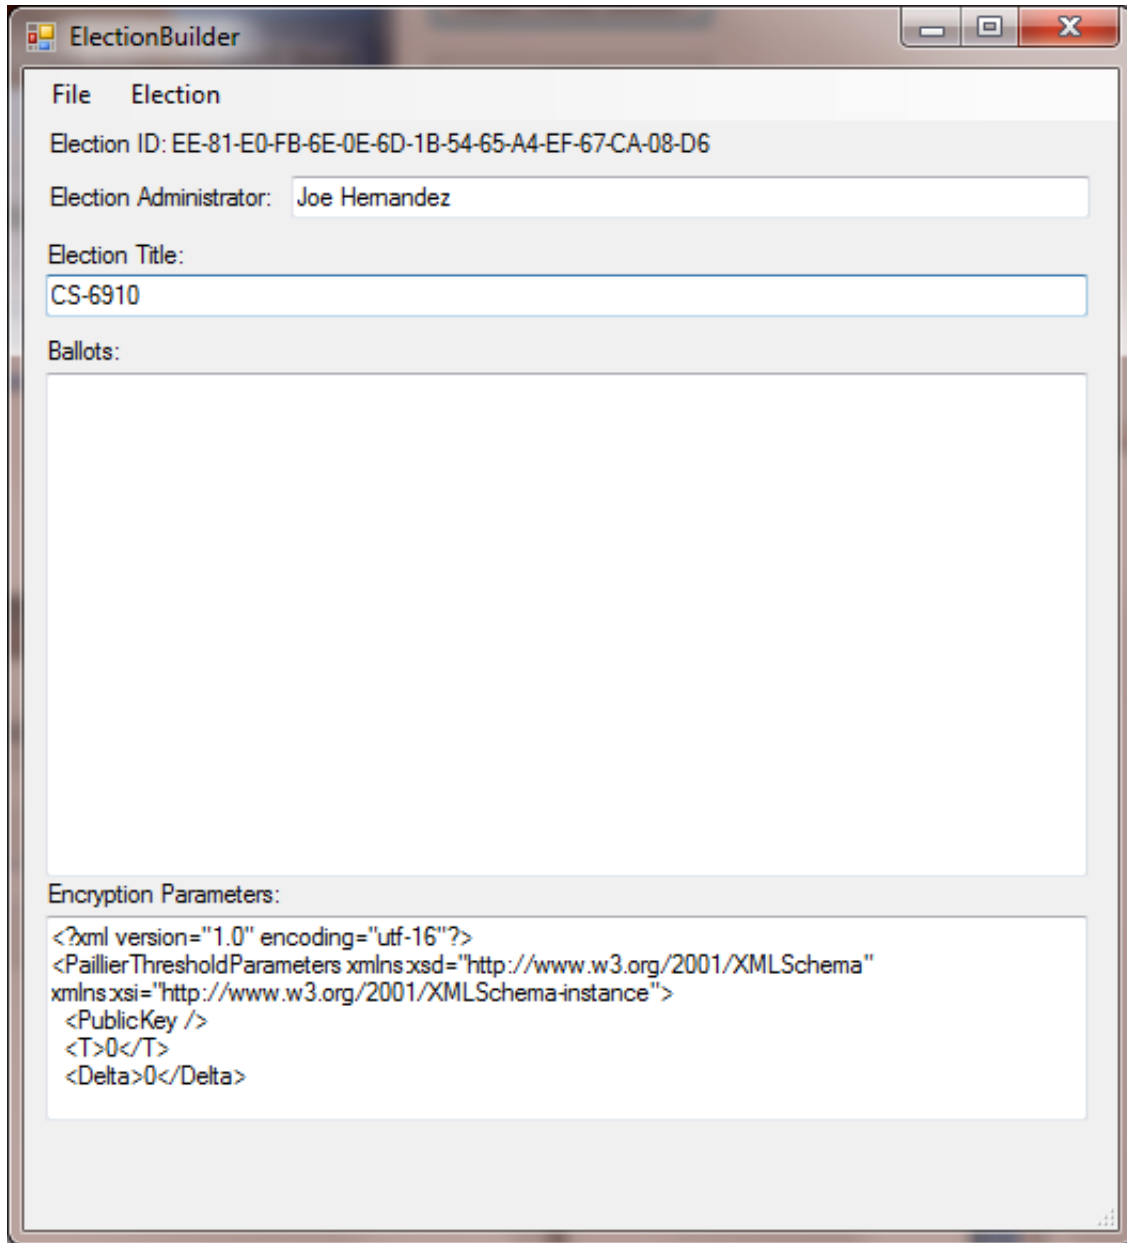 ElectionBuilder
File Election
Election ID: EE-81-E0-FB-6E-0E-6D-1B-54-65-A4-EF-67-CA-08-D6
Election Administrator: Joe Hernandez
Election Title:
CS-6910
Ballots:
Encryption Parameters:
<?xml version="1.0" encoding="utf-16"?>
<PaillierThresholdParameters xmlns:xsd="http://www.w3.org/2001/XMLSchema"
xmlns:xsi="http://www.w3.org/2001/XMLSchema-instance">
  <PublicKey />
  <T>0</T>
  <Delta>0</Delta>